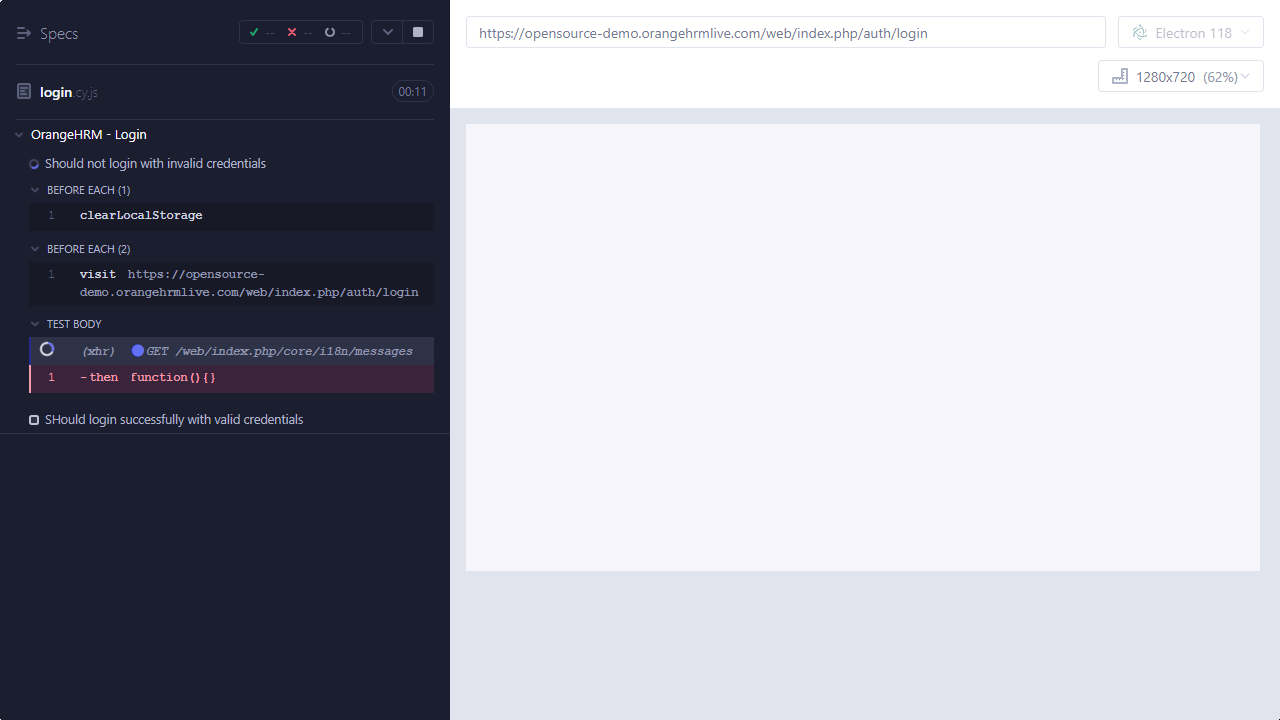 Specs
--
--
--
https://opensource-demo.orangehrmlive.com/web/index.php/auth/login
Electron 118
1280x720 (62%)
login.cy.js
00:11
OrangeHRM - Login
Should not login with invalid credentials
BEFORE EACH (1)
1 clearLocalStorage
BEFORE EACH (2)
1 visit https://opensource-
demo.orangehrmlive.com/web/index.php/auth/login
TEST BODY
(xhr) GET /web/index.php/core/i18n/messages
1 -then function(){}
SHould login successfully with valid credentials